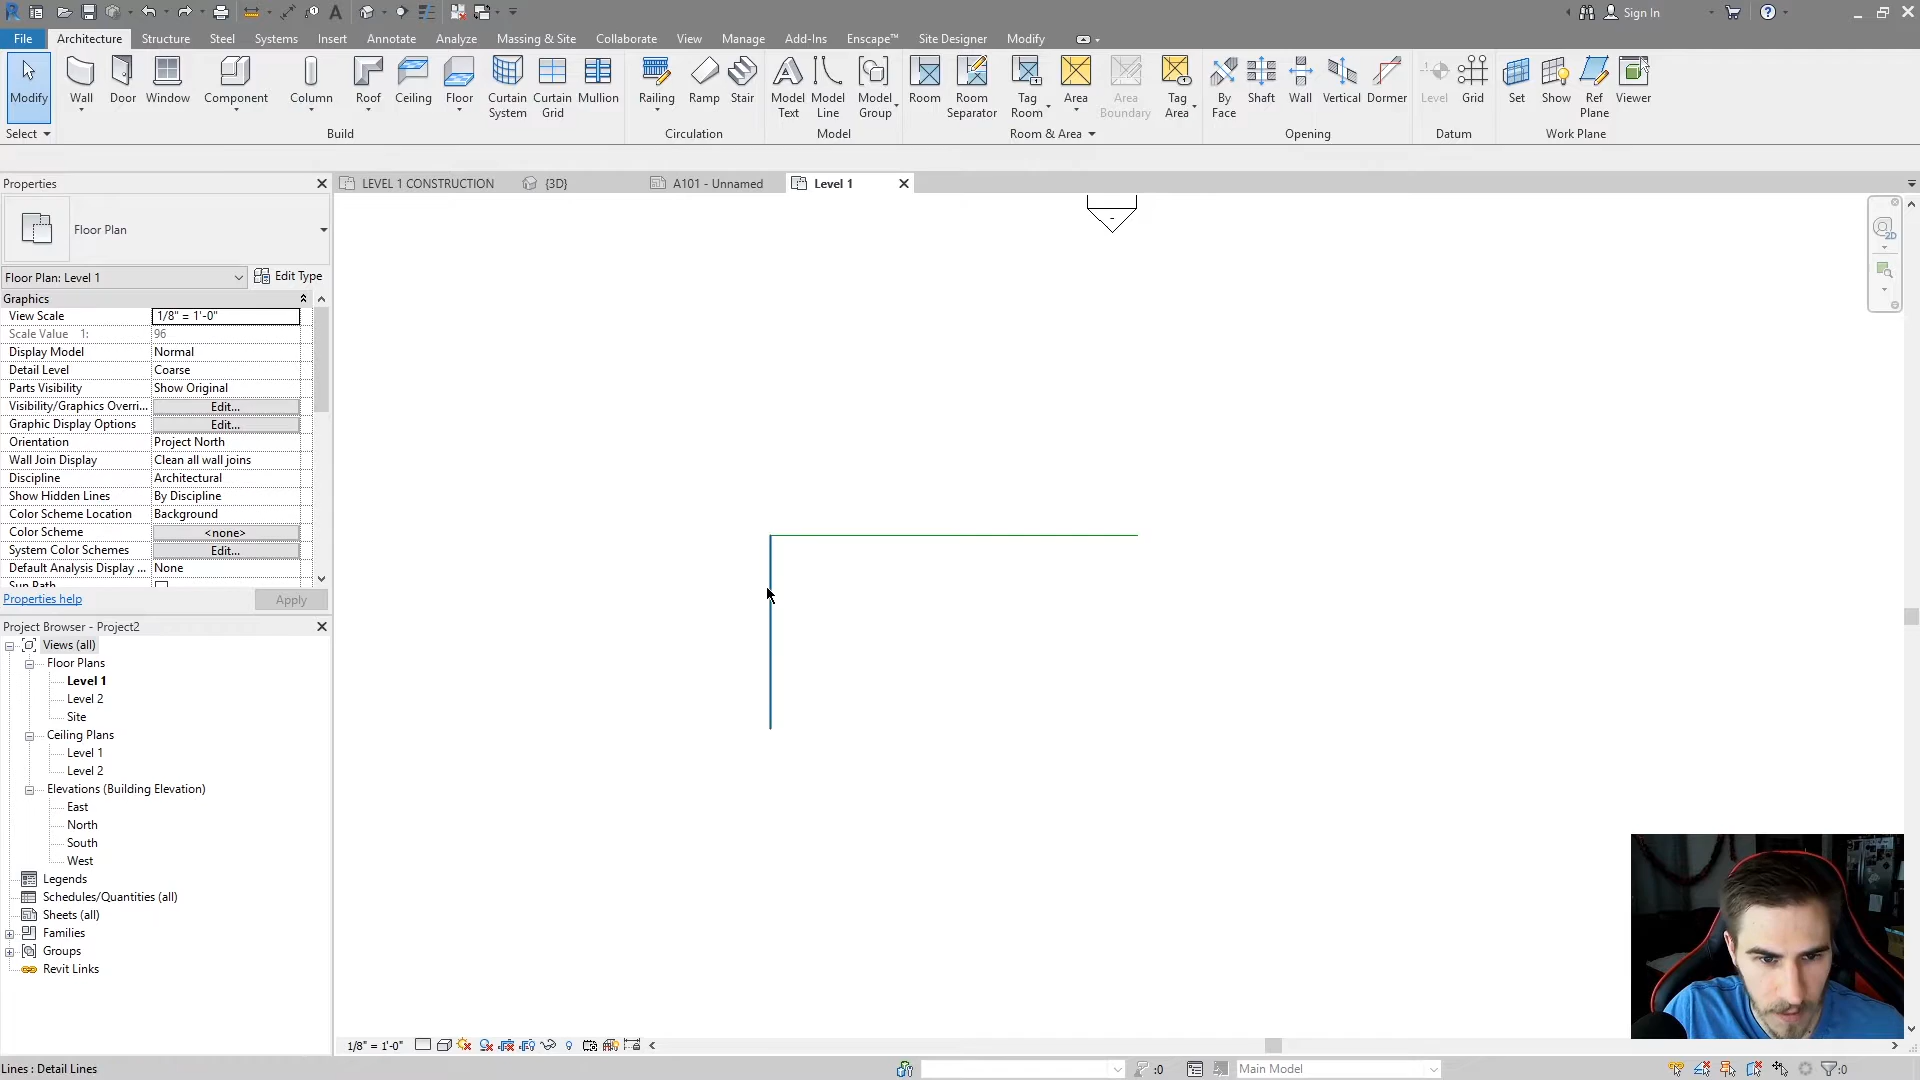 Sign In
File
Architecture
Structure
Steel
Systems
Insert
Annotate
Analyze
Massing & Site
Collaborate
View
Manage
Add-Ins
Enscape™
Site Designer
Modify
Modify
Wall
Door
Window
Component
Column
Roof
Ceiling
Floor
Curtain System
Curtain Grid
Mullion
Railing
Ramp
Stair
Model Text
Model Line
Model Group
Room
Room Separator
Tag Room
Area
Area Boundary
Tag Area
By Face
Shaft
Wall
Vertical
Dormer
Level
Grid
Set
Show
Ref Plane
Viewer
Select
Build
Circulation
Model
Room & Area
Opening
Datum
Work Plane
Properties
LEVEL 1 CONSTRUCTION
{3D}
A101 - Unnamed
Level 1
Floor Plan
Floor Plan: Level 1
Edit Type
Graphics
View Scale 1/8" = 1'-0"
Scale Value 1: 96
Display Model Normal
Detail Level Coarse
Parts Visibility Show Original
Visibility/Graphics Overri... Edit...
Graphic Display Options Edit...
Orientation Project North
Wall Join Display Clean all wall joins
Discipline Architectural
Show Hidden Lines By Discipline
Color Scheme Location Background
Color Scheme <none>
System Color Schemes Edit...
Default Analysis Display ... None
Sun Path
Properties help
Apply
Project Browser - Project2
Views (all)
Floor Plans
Level 1
Level 2
Site
Ceiling Plans
Level 1
Level 2
Elevations (Building Elevation)
East
North
South
West
Legends
Schedules/Quantities (all)
Sheets (all)
Families
Groups
Revit Links
2D
1/8" = 1'-0"
Lines : Detail Lines
:0
Main Model
:0